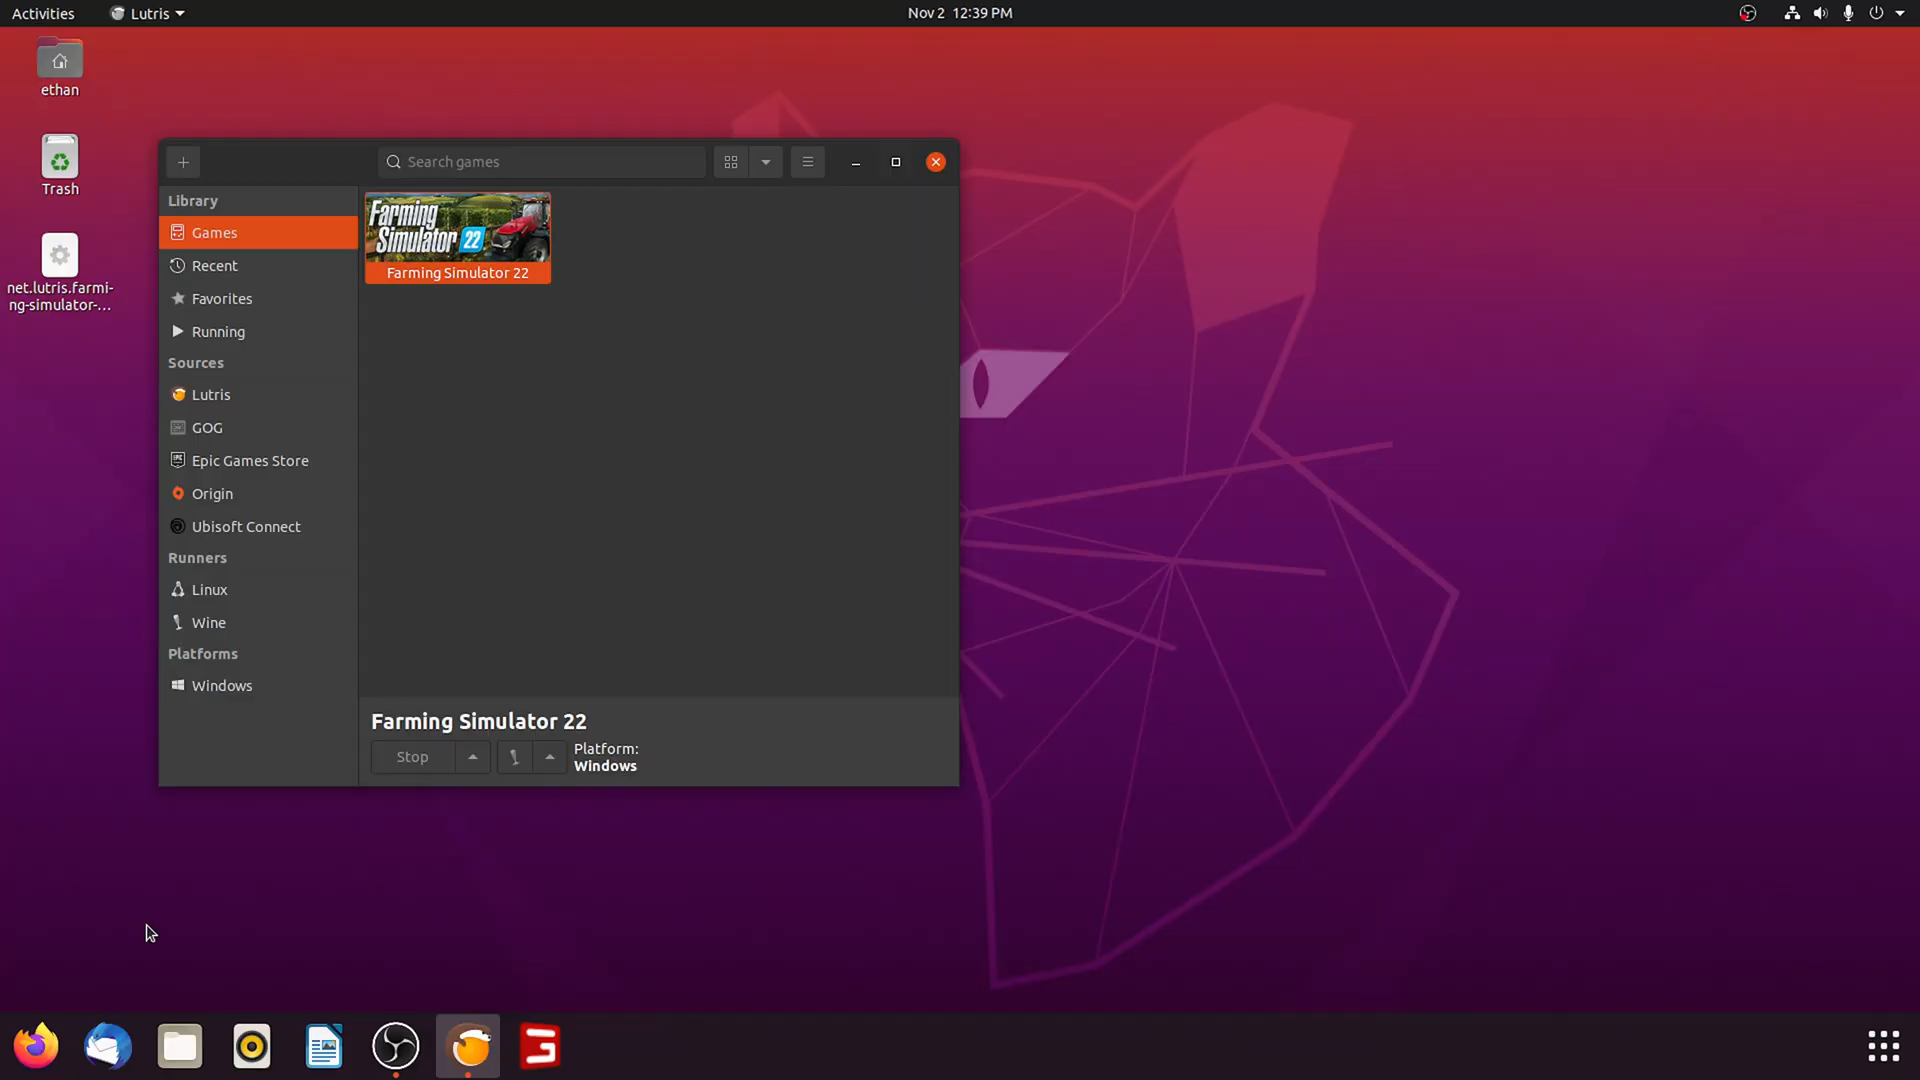 Activities
Lutris
Nov 2 12:39 PM
ethan
Trash
net.lutris.farmi-
ng-simulator-...
Search games
Library
Games
Recent
Favorites
Running
Sources
Lutris
GOG
Epic Games Store
Origin
Ubisoft Connect
Runners
Linux
Wine
Platforms
Windows
Farming
Simulator 22
Farming Simulator 22
Farming Simulator 22
Stop
Platform:
Windows